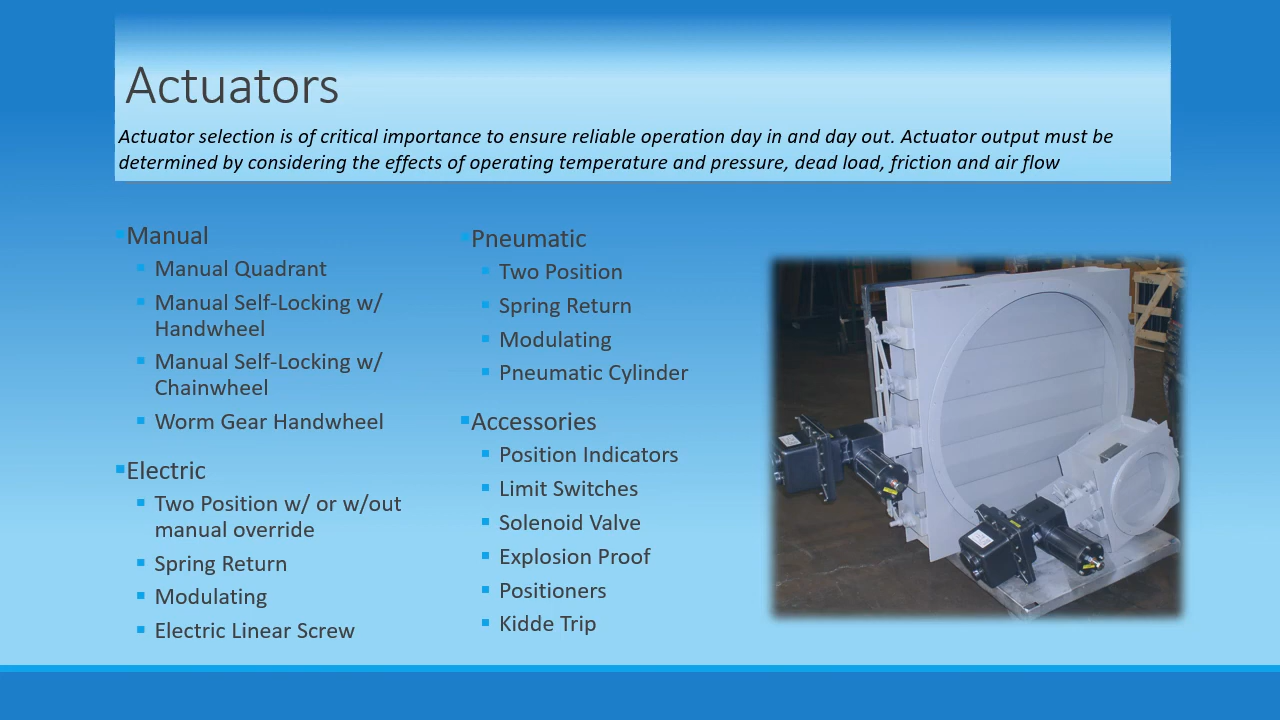 Actuators
Actuator selection is of critical importance to ensure reliable operation day in and day out. Actuator output must be
determined by considering the effects of operating temperature and pressure, dead load, friction and air flow
Manual
Manual Quadrant
Manual Self-Locking w/
Handwheel
Manual Self-Locking w/
Chainwheel
Worm Gear Handwheel
Electric
Two Position w/ or w/out
manual override
Spring Return
Modulating
Electric Linear Screw
Pneumatic
Two Position
Spring Return
Modulating
Pneumatic Cylinder
Accessories
Position Indicators
Limit Switches
Solenoid Valve
Explosion Proof
Positioners
Kidde Trip